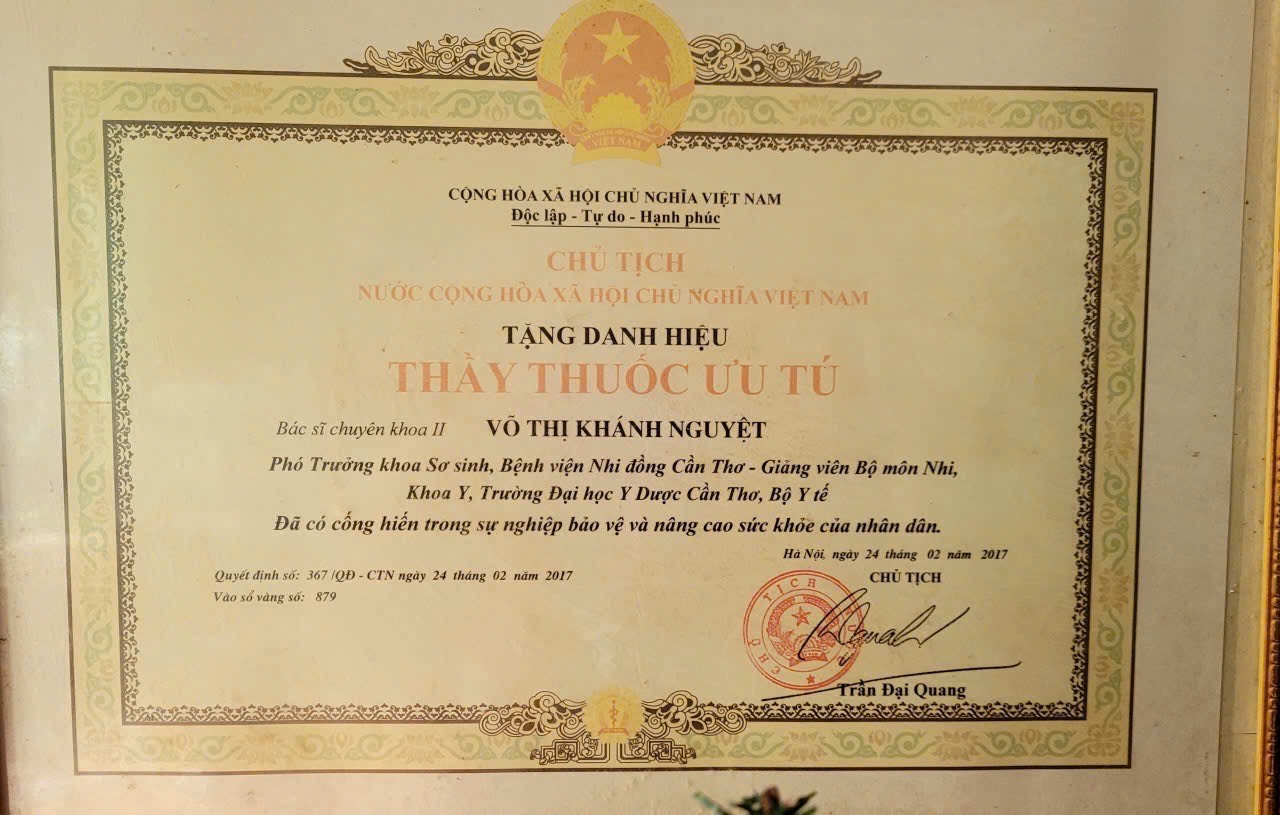 VIỆT NAM
CỘNG HÒA XÃ HỘI CHỦ NGHĨA VIỆT NAM
Độc lập - Tự do - Hạnh phúc
CHỦ TỊCH
NƯỚC CỘNG HÒA XÃ HỘI CHỦ NGHĨA VIỆT NAM
TẶNG DANH HIỆU
THẦY THUỐC ƯU TÚ
Bác sĩ chuyên khoa II VÕ THỊ KHÁNH NGUYỆT
Phó Trưởng khoa Sơ sinh, Bệnh viện Nhi đồng Cần Thơ - Giảng viên Bộ môn Nhi,
Khoa Y, Trường Đại học Y Dược Cần Thơ, Bộ Y tế
Đã có cống hiến trong sự nghiệp bảo vệ và nâng cao sức khỏe của nhân dân.
Hà Nội, ngày 24 tháng 02 năm 2017
Quyết định số: 367 /QĐ - CTN ngày 24 tháng 02 năm 2017
CHỦ TỊCH
Vào sổ vàng số: 879
CHỦ TỊCH
Trần Đại Quang